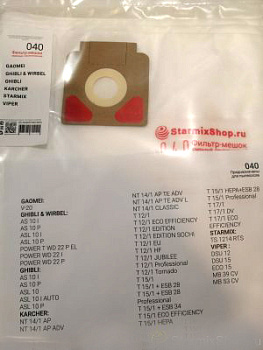 040
GAOMEI
GHIBLI & WIRBEL
GHIBLI
KARCHER
STARMIX
VIPER
StarmixShop.ru
Фильтр-мешок
040
GAOMEI:
V-20
GHIBLI & WIRBEL:
AS 10 I
AS 10 P
ASL 10 I
ASL 10 P
POWER T WD 22 P EL
POWER WD 22 I
POWER WD 22 P
GHIBLI:
AS 10 I
AS 10 P
ASL 10
ASL 10 I AUTO
ASL 10 P
KARCHER:
NT 14/1 AP
NT 14/1 AP ADV
NT 14/1 AP TE ADV
NT 14/1 AP TE ADV L
NT 14/1 CLASSIC
T 12/1
T 12/1 ECO EFFICIENCY
T 12/1 EDITION
T 12/1 EDITION SOCHI
T 12/1 EU
T 12/1 HF
T 12/1 JUBILEE
T 12/1 Professional
T 12/1 Tornado
T 15/1
T 15/1 + ESB 28
T 15/1 + ESB 28 Professional
T 15/1 + ESB 34
T 15/1 ECO EFFICIENCY
T 15/1 HEPA
T 15/1 HEPA+ESB 28
T 15/1 Professional
T 17/1
T 17/1 DV
T 17/1 ECO EFFICIENCY
STARMIX:
TS 1214 RTS
VIPER:
DSU 12
DSU 15
ECO 15
MB 39 CV
MB 53 CV